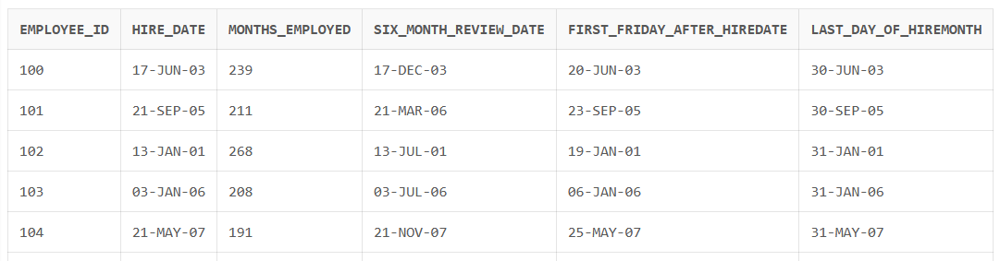 EMPLOYEE_ID HIRE_DATE MONTHS_EMPLOYED SIX_MONTH_REVIEW_DATE FIRST_FRIDAY_AFTER_HIREDATE LAST_DAY_OF_HIREMONTH
100 17-JUN-03 239 17-DEC-03 20-JUN-03 30-JUN-03
101 21-SEP-05 211 21-MAR-06 23-SEP-05 30-SEP-05
102 13-JAN-01 268 13-JUL-01 19-JAN-01 31-JAN-01
103 03-JAN-06 208 03-JUL-06 06-JAN-06 31-JAN-06
104 21-MAY-07 191 21-NOV-07 25-MAY-07 31-MAY-07